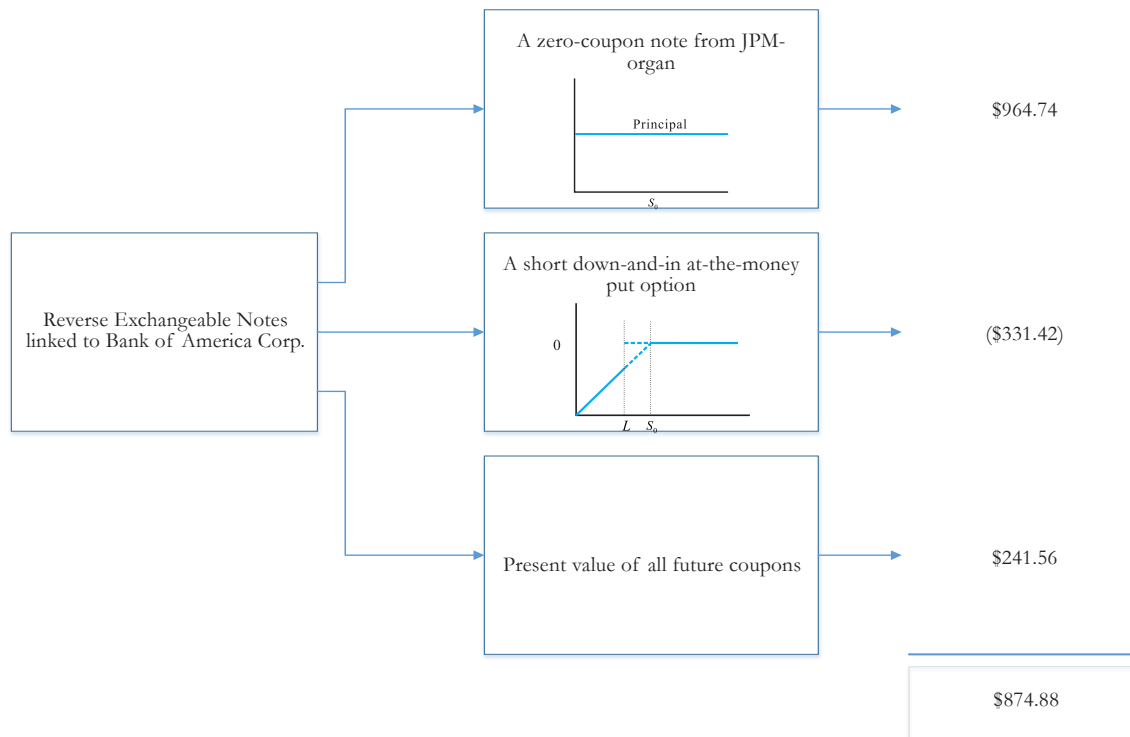 A zero-coupon note from JPM-
organ
Principal
S₀
$964.74
Reverse Exchangeable Notes
linked to Bank of America Corp.
A short down-and-in at-the-money
put option
0
L S₀
($331.42)
Present value of all future coupons
$241.56
$874.88